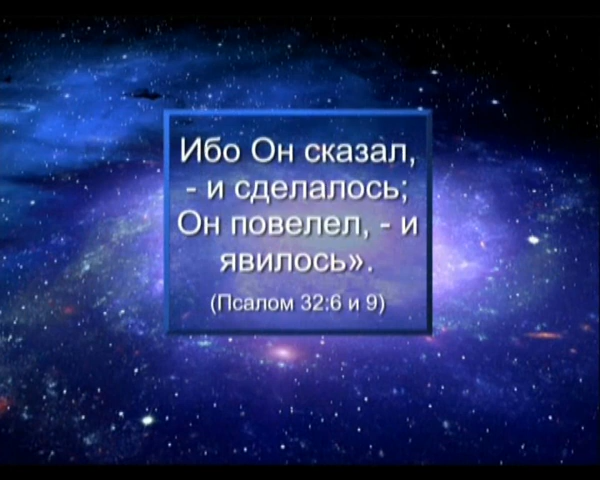 Ибо Он сказал,
- и сделалось;
Он повелел, - и
явилось».
(Псалом 32:6 и 9)